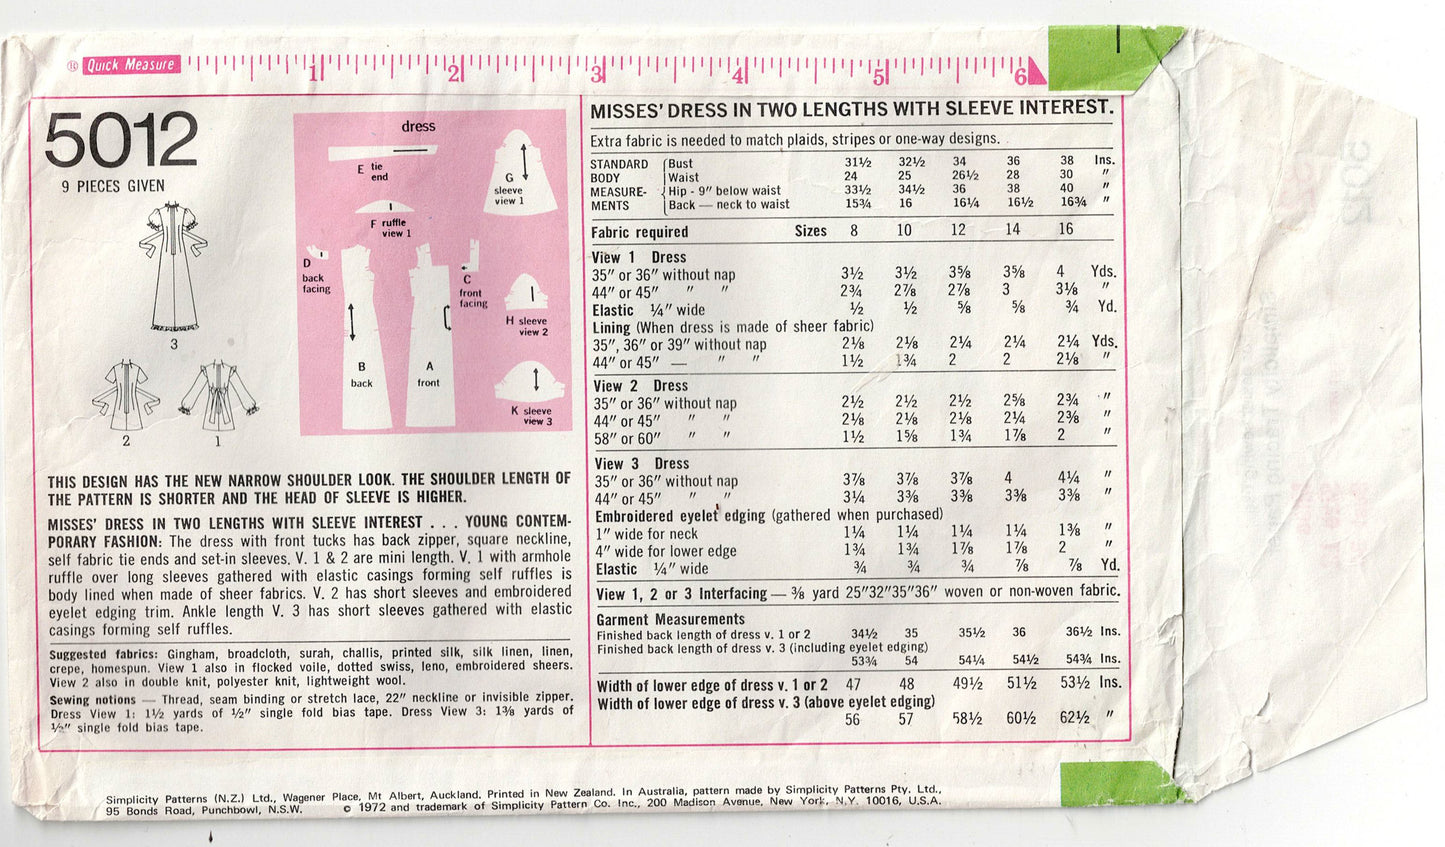 ® Quick Measure 1 2 3 4 5 6
5012
9 PIECES GIVEN
3
2 1
dress
E tie
end
G
sleeve
view 1
F ruffle
view 1
D
back
facing
C
front
facing
H sleeve
view 2
B
back
A
front
K sleeve
view 3
THIS DESIGN HAS THE NEW NARROW SHOULDER LOOK. THE SHOULDER LENGTH OF
THE PATTERN IS SHORTER AND THE HEAD OF SLEEVE IS HIGHER.
MISSES' DRESS IN TWO LENGTHS WITH SLEEVE INTEREST . . . YOUNG CONTEM-
PORARY FASHION: The dress with front tucks has back zipper, square neckline,
self fabric tie ends and set-in sleeves. V. 1 & 2 are mini length. V. 1 with armhole
ruffle over long sleeves gathered with elastic casings forming self ruffles is
body lined when made of sheer fabrics. V. 2 has short sleeves and embroidered
eyelet edging trim. Ankle length V. 3 has short sleeves gathered with elastic
casings forming self ruffles.
Suggested fabrics: Gingham, broadcloth, surah, challis, printed silk, silk linen, linen,
crepe, homespun. View 1 also in flocked voile, dotted swiss, leno, embroidered sheers.
View 2 also in double knit, polyester knit, lightweight wool.
Sewing notions — Thread, seam binding or stretch lace, 22" neckline or invisible zipper.
Dress View 1: 1½ yards of ½" single fold bias tape. Dress View 3: 1⅜ yards of
½" single fold bias tape.
MISSES' DRESS IN TWO LENGTHS WITH SLEEVE INTEREST.
Extra fabric is needed to match plaids, stripes or one-way designs.
STANDARD Bust 31½ 32½ 34 36 38 Ins.
BODY Waist 24 25 26½ 28 30 "
MEASURE- Hip - 9" below waist 33½ 34½ 36 38 40 "
MENTS Back — neck to waist 15¾ 16 16¼ 16½ 16¾ "
Fabric required Sizes 8 10 12 14 16
View 1 Dress
35" or 36" without nap 3½ 3½ 3⅝ 3⅝ 4 Yds.
44" or 45" " " 2¾ 2⅞ 2⅞ 3 3⅛ "
Elastic ¼" wide ½ ½ ⅝ ⅝ ¾ Yd.
Lining (When dress is made of sheer fabric)
35", 36" or 39" without nap 2⅛ 2⅛ 2¼ 2¼ 2¼ Yds.
44" or 45" — " " 1½ 1¾ 2 2 2⅛ "
View 2 Dress
35" or 36" without nap 2½ 2½ 2½ 2⅝ 2¾ "
44" or 45" " " 2⅛ 2⅛ 2⅛ 2¼ 2⅜ "
58" or 60" " " 1½ 1⅝ 1¾ 1⅞ 2 "
View 3 Dress
35" or 36" without nap 3⅞ 3⅞ 3⅞ 4 4¼ "
44" or 45" " " 3¼ 3⅜ 3⅜ 3⅜ 3⅜ "
Embroidered eyelet edging (gathered when purchased)
1" wide for neck 1¼ 1¼ 1¼ 1¼ 1⅜ "
4" wide for lower edge 1¾ 1¾ 1⅞ 1⅞ 2 "
Elastic ¼" wide ¾ ¾ ¾ ⅞ ⅞ Yd.
View 1, 2 or 3 Interfacing — ⅜ yard 25"32"35"36" woven or non-woven fabric.
Garment Measurements
Finished back length of dress v. 1 or 2 34½ 35 35½ 36 36½ Ins.
Finished back length of dress v. 3 (including eyelet edging)
53¾ 54 54¼ 54½ 54¾ Ins.
Width of lower edge of dress v. 1 or 2 47 48 49½ 51½ 53½ Ins.
Width of lower edge of dress v. 3 (above eyelet edging)
56 57 58½ 60½ 62½ "
Simplicity Patterns (N.Z.) Ltd., Wagener Place, Mt Albert, Auckland. Printed in New Zealand. In Australia, pattern made by Simplicity Patterns Pty. Ltd.,
95 Bonds Road, Punchbowl, N.S.W. © 1972 and trademark of Simplicity Pattern Co. Inc., 200 Madison Avenue, New York, N.Y. 10016, U.S.A.